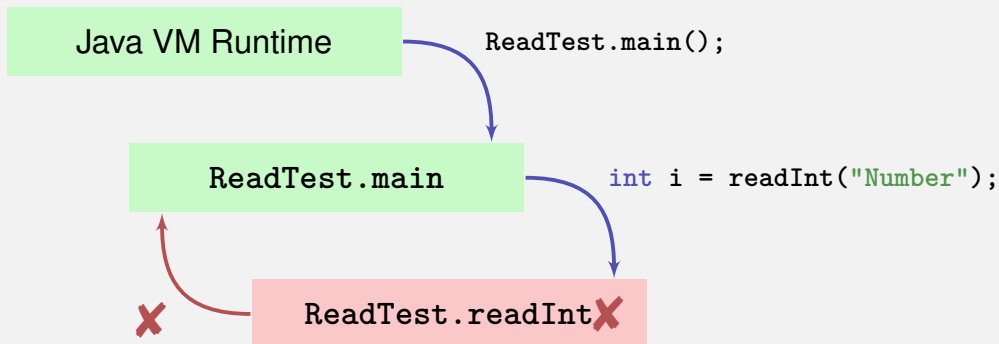 Java VM Runtime
ReadTest.main();
ReadTest.main
int i = readInt("Number");
ReadTest.readInt